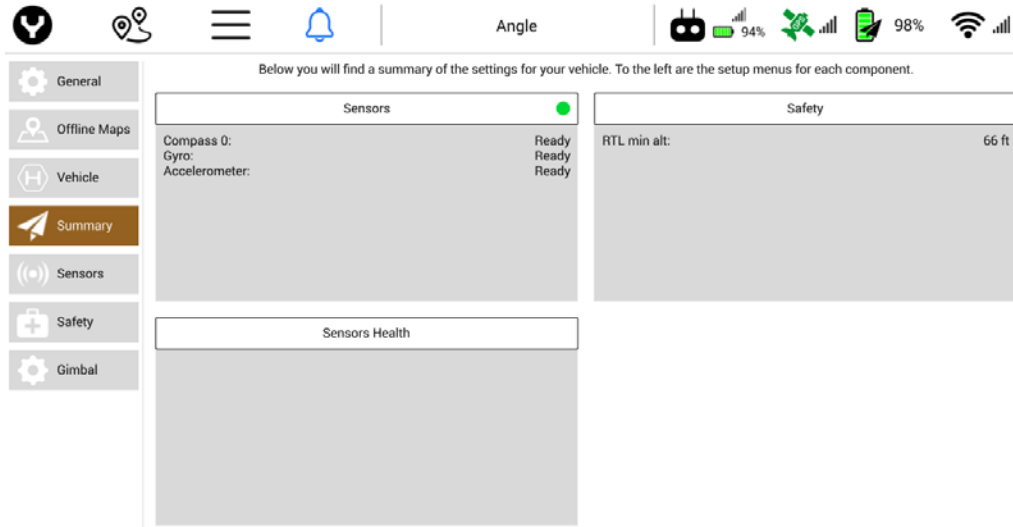 Angle
94%
98%
General
Offline Maps
Vehicle
Summary
Sensors
Safety
Gimbal
Below you will find a summary of the settings for your vehicle. To the left are the setup menus for each component.
Sensors
Compass 0: Ready
Gyro: Ready
Accelerometer: Ready
Safety
RTL min alt: 66 ft
Sensors Health